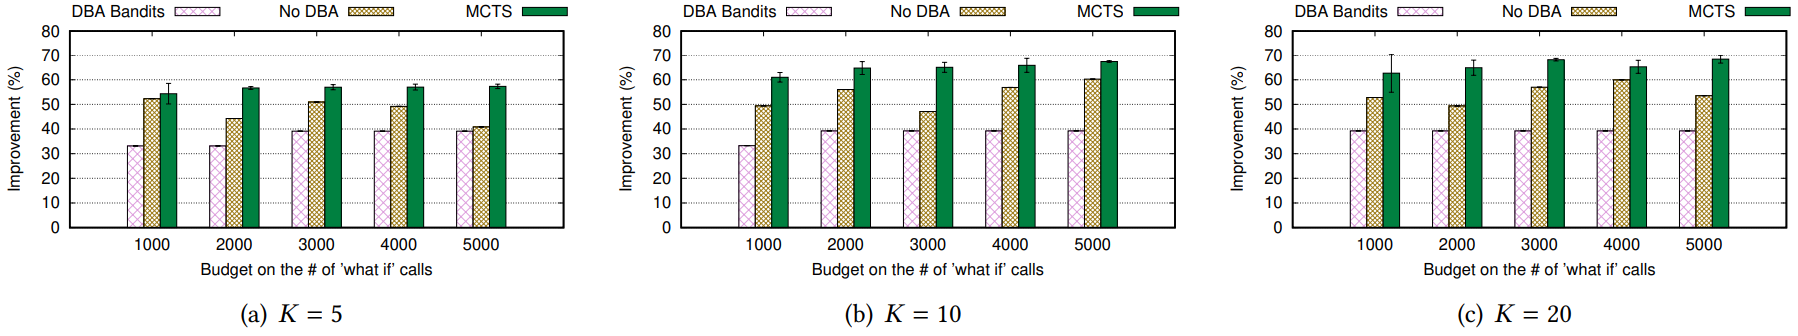 DBA Bandits No DBA MCTS
80
70
60
50
40
30
20
10
0
Improvement (%)
1000 2000 3000 4000 5000
Budget on the # of 'what if' calls
(a) K = 5
DBA Bandits No DBA MCTS
80
70
60
50
40
30
20
10
0
Improvement (%)
1000 2000 3000 4000 5000
Budget on the # of 'what if' calls
(b) K = 10
DBA Bandits No DBA MCTS
80
70
60
50
40
30
20
10
0
Improvement (%)
1000 2000 3000 4000 5000
Budget on the # of 'what if' calls
(c) K = 20